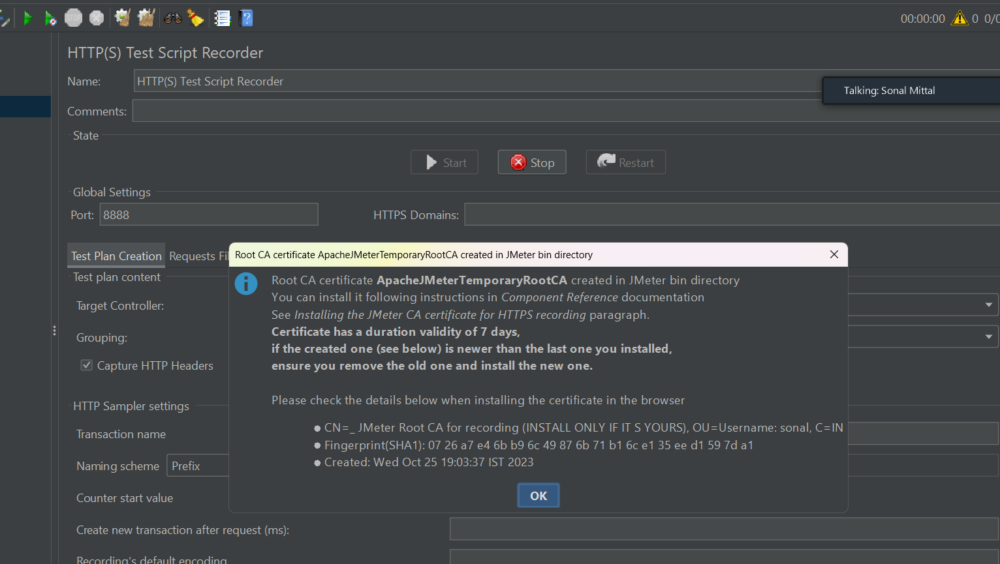 STOP
00:00:00 0 0/0
HTTP(S) Test Script Recorder
Name: HTTP(S) Test Script Recorder
Talking: Sonal Mittal
Comments:
State
Start Stop Restart
Global Settings
Port: 8888 HTTPS Domains:
Test Plan Creation Requests Fil
Root CA certificate ApacheJMeterTemporaryRootCA created in JMeter bin directory
Test plan content
Root CA certificate ApacheJMeterTemporaryRootCA created in JMeter bin directory
You can install it following instructions in Component Reference documentation
Target Controller:
See Installing the JMeter CA certificate for HTTPS recording paragraph.
Certificate has a duration validity of 7 days,
Grouping:
if the created one (see below) is newer than the last one you installed,
Capture HTTP Headers
ensure you remove the old one and install the new one.
HTTP Sampler settings
Please check the details below when installing the certificate in the browser
Transaction name
CN=_ JMeter Root CA for recording (INSTALL ONLY IF IT S YOURS), OU=Username: sonal, C=IN
Fingerprint(SHA1): 07 26 a7 e4 6b b9 6c 49 87 6b 71 b1 6c e1 35 ee d1 59 7d a1
Naming scheme Prefix
Created: Wed Oct 25 19:03:37 IST 2023
Counter start value
OK
Create new transaction after request (ms):
Recording's default encoding